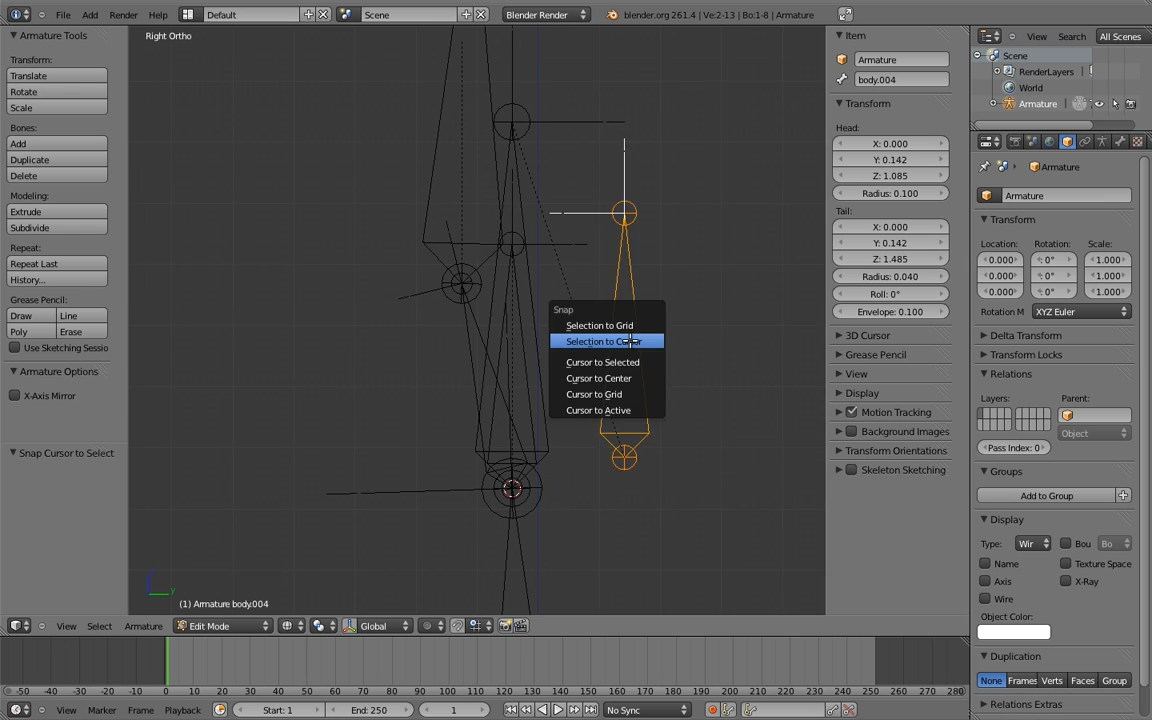 File Add Render Help Default Scene Blender Render blender.org 261.4 | Ve:2-13 | Bo:1-8 | Armature
Armature Tools
Transform:
Translate
Rotate
Scale
Bones:
Add
Duplicate
Delete
Modeling:
Extrude
Subdivide
Repeat:
Repeat Last
History...
Grease Pencil:
Draw Line
Poly Erase
Use Sketching Sessio
Armature Options
X-Axis Mirror
Snap Cursor to Select
Right Ortho
Snap
Selection to Grid
Selection to Cursor
Cursor to Selected
Cursor to Center
Cursor to Grid
Cursor to Active
y
(1) Armature body.004
Item
Armature
body.004
Transform
Head:
X: 0.000
Y: 0.142
Z: 1.085
Radius: 0.100
Tail:
X: 0.000
Y: 0.142
Z: 1.485
Radius: 0.040
Roll: 0°
Envelope: 0.100
3D Cursor
Grease Pencil
View
Display
Motion Tracking
Background Images
Transform Orientations
Skeleton Sketching
View Search All Scenes
Scene
RenderLayers
World
Armature
Armature
Armature
Transform
Location: Rotation: Scale:
0.000 0° 1.000
0.000 0° 1.000
0.000 0° 1.000
Rotation M XYZ Euler
Delta Transform
Transform Locks
Relations
Layers: Parent:
Object
Pass Index: 0
Groups
Add to Group
Display
Type: Wir Bou Bo
Name Texture Space
Axis X-Ray
Wire
Object Color:
Duplication
None Frames Verts Faces Group
Relations Extras
View Select Armature Edit Mode Global
-50 -40 -30 -20 -10 0 10 20 30 40 50 60 70 80 90 100 110 120 130 140 150 160 170 180 190 200 210 220 230 240 250 260 270 280
View Marker Frame Playback Start: 1 End: 250 1 No Sync